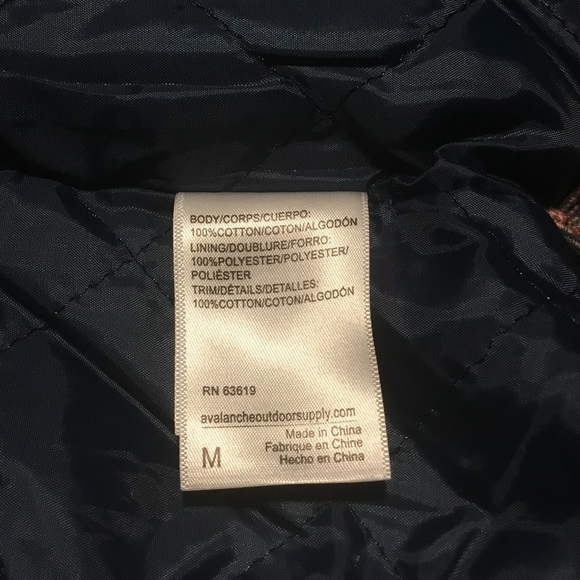 BODY/CORPS/CUERPO:
100%COTTON/COTON/ALGODÓN
LINING/DOUBLURE/FORRO:
100%POLYESTER/POLYESTER/
POLIÉSTER
TRIM/DÉTAILS/DETALLES:
100%COTTON/COTON/ALGODÓN
RN 63619
avalancheoutdoorsupply.com
Made in China
Fabrique en Chine
Hecho en China
M